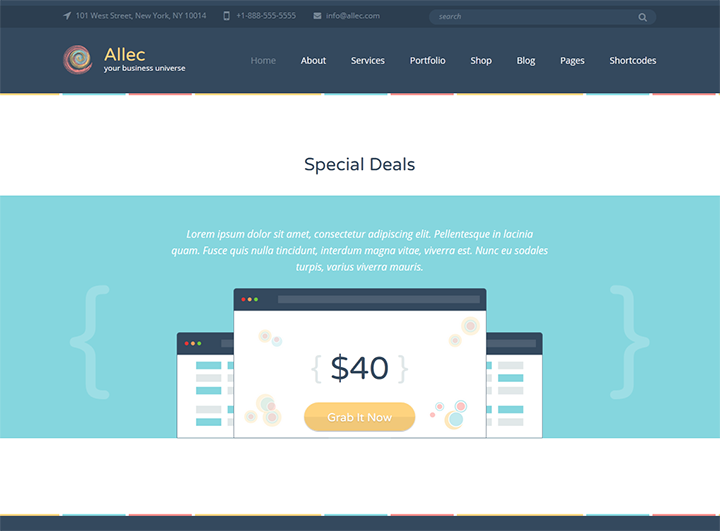 101 West Street, New York, NY 10014 +1-888-555-5555 info@allec.com search
Allec
your business universe
Home About Services Portfolio Shop Blog Pages Shortcodes
Special Deals
Lorem ipsum dolor sit amet, consectetur adipiscing elit. Pellentesque in lacinia
quam. Fusce quis nulla tincidunt, interdum magna vitae, viverra est. Nunc eu sodales
turpis, varius viverra mauris.
{ }
{ $40 }
Grab It Now